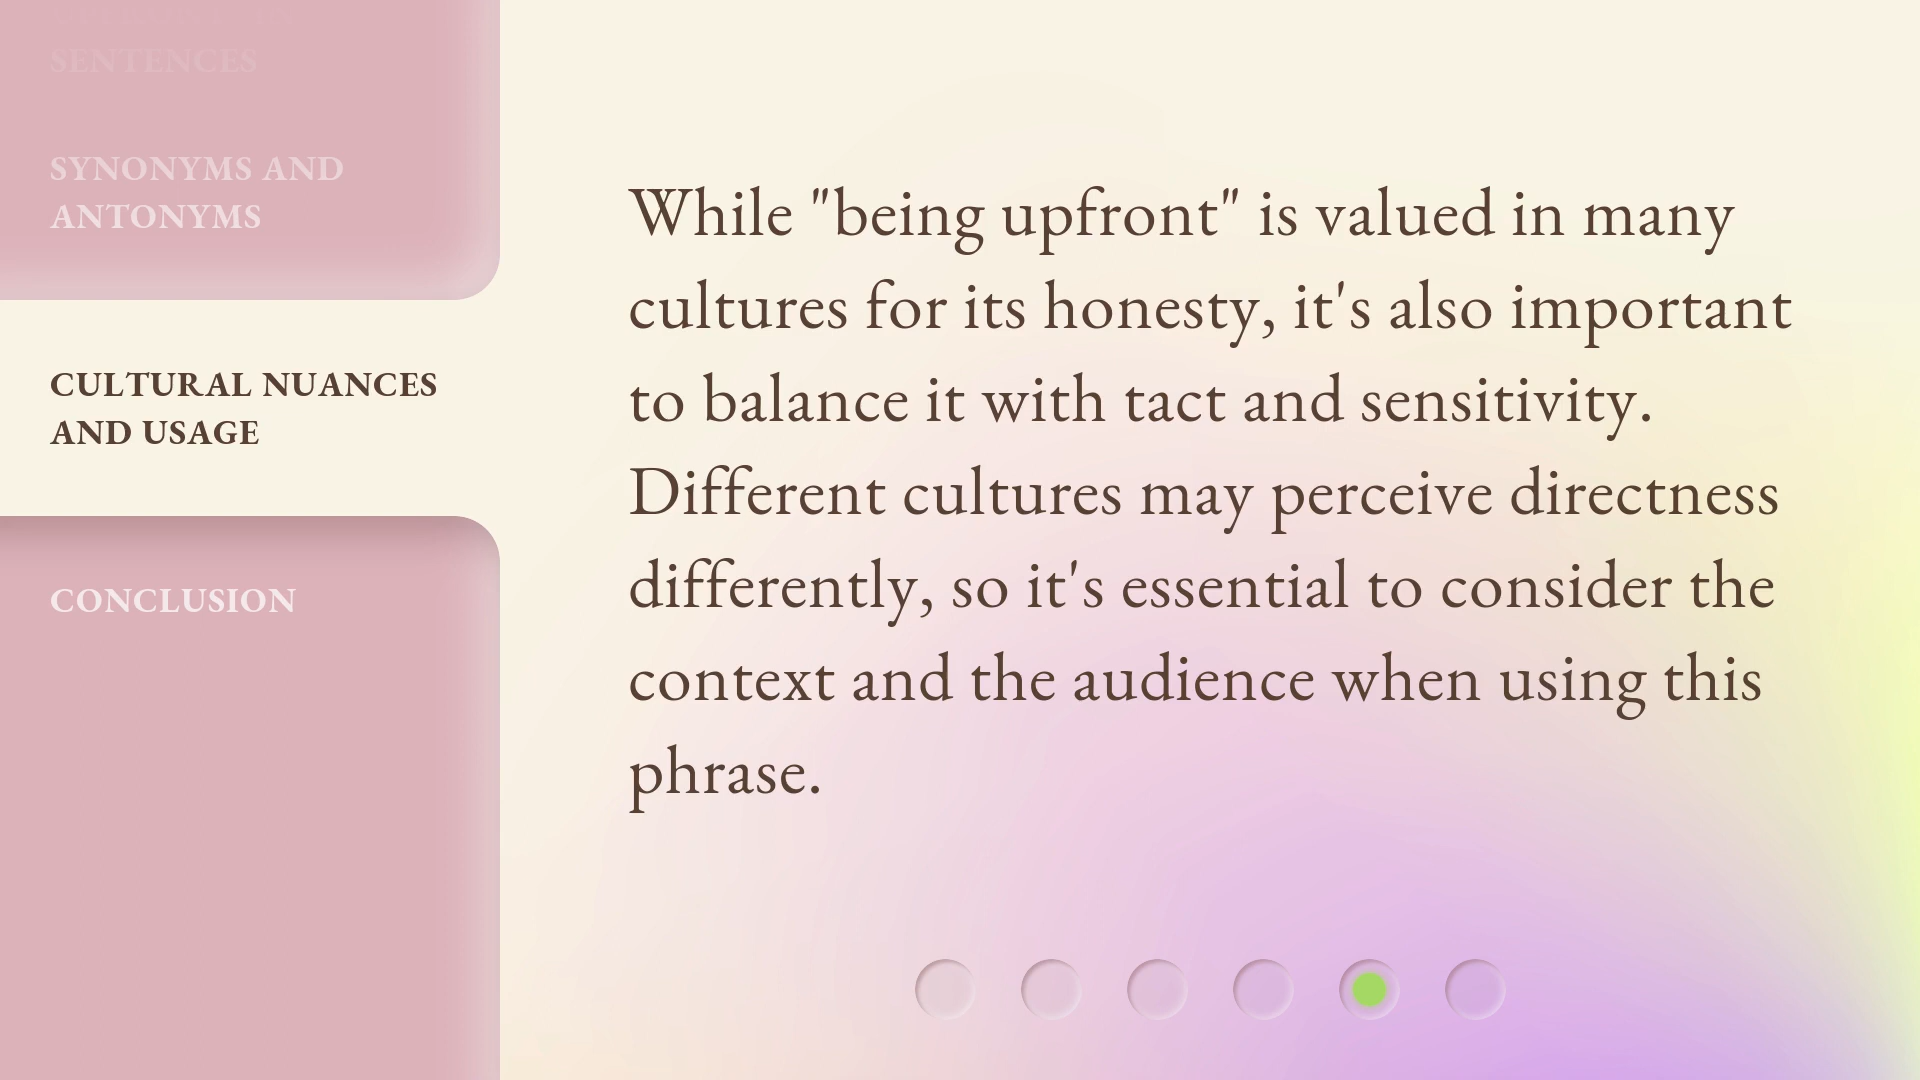 SENTENCES
SYNONYMS AND
ANTONYMS
CULTURAL NUANCES
AND USAGE
CONCLUSION
While "being upfront" is valued in many
cultures for its honesty, it's also important
to balance it with tact and sensitivity.
Different cultures may perceive directness
differently, so it's essential to consider the
context and the audience when using this
phrase.